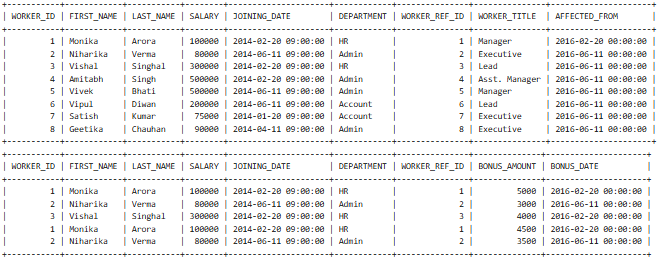 WORKER_ID | FIRST_NAME | LAST_NAME | SALARY | JOINING_DATE | DEPARTMENT | WORKER_REF_ID | WORKER_TITLE | AFFECTED_FROM |
1 | Monika | Arora | 100000 | 2014-02-20 09:00:00 | HR | 1 | Manager | 2016-02-20 00:00:00 |
2 | Niharika | Verma | 80000 | 2014-06-11 09:00:00 | Admin | 2 | Executive | 2016-06-11 00:00:00 |
3 | Vishal | Singhal | 300000 | 2014-02-20 09:00:00 | HR | 3 | Lead | 2016-06-11 00:00:00 |
4 | Amitabh | Singh | 500000 | 2014-02-20 09:00:00 | Admin | 4 | Asst. Manager | 2016-06-11 00:00:00 |
5 | Vivek | Bhati | 500000 | 2014-06-11 09:00:00 | Admin | 5 | Manager | 2016-06-11 00:00:00 |
6 | Vipul | Diwan | 200000 | 2014-06-11 09:00:00 | Account | 6 | Lead | 2016-06-11 00:00:00 |
7 | Satish | Kumar | 75000 | 2014-01-20 09:00:00 | Account | 7 | Executive | 2016-06-11 00:00:00 |
8 | Geetika | Chauhan | 90000 | 2014-04-11 09:00:00 | Admin | 8 | Executive | 2016-06-11 00:00:00 |
WORKER_ID | FIRST_NAME | LAST_NAME | SALARY | JOINING_DATE | DEPARTMENT | WORKER_REF_ID | BONUS_AMOUNT | BONUS_DATE |
1 | Monika | Arora | 100000 | 2014-02-20 09:00:00 | HR | 1 | 5000 | 2016-02-20 00:00:00 |
2 | Niharika | Verma | 80000 | 2014-06-11 09:00:00 | Admin | 2 | 3000 | 2016-06-11 00:00:00 |
3 | Vishal | Singhal | 300000 | 2014-02-20 09:00:00 | HR | 3 | 4000 | 2016-02-20 00:00:00 |
1 | Monika | Arora | 100000 | 2014-02-20 09:00:00 | HR | 1 | 4500 | 2016-02-20 00:00:00 |
2 | Niharika | Verma | 80000 | 2014-06-11 09:00:00 | Admin | 2 | 3500 | 2016-06-11 00:00:00 |